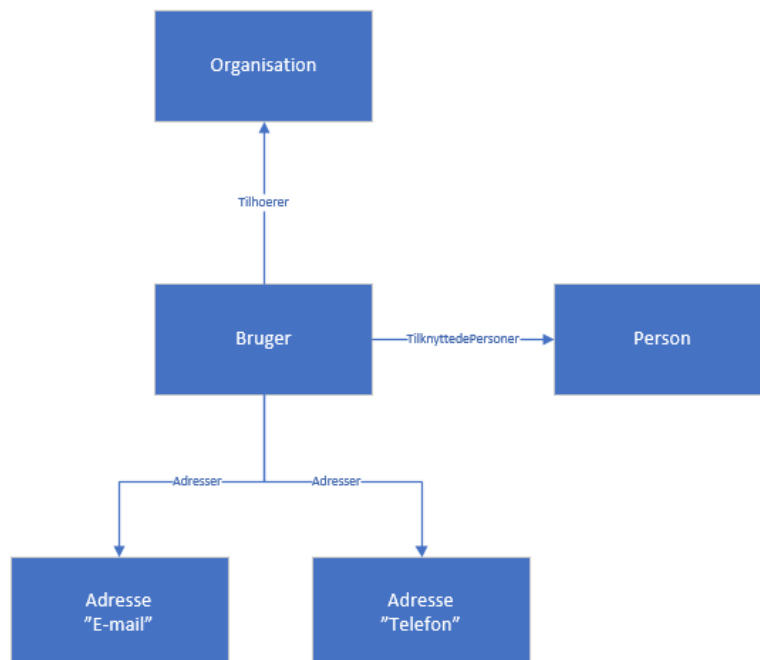 Organisation
Tilhoerer
Bruger
TilknyttedePersoner
Person
Adresser
Adresser
Adresse
"E-mail"
Adresse
"Telefon"